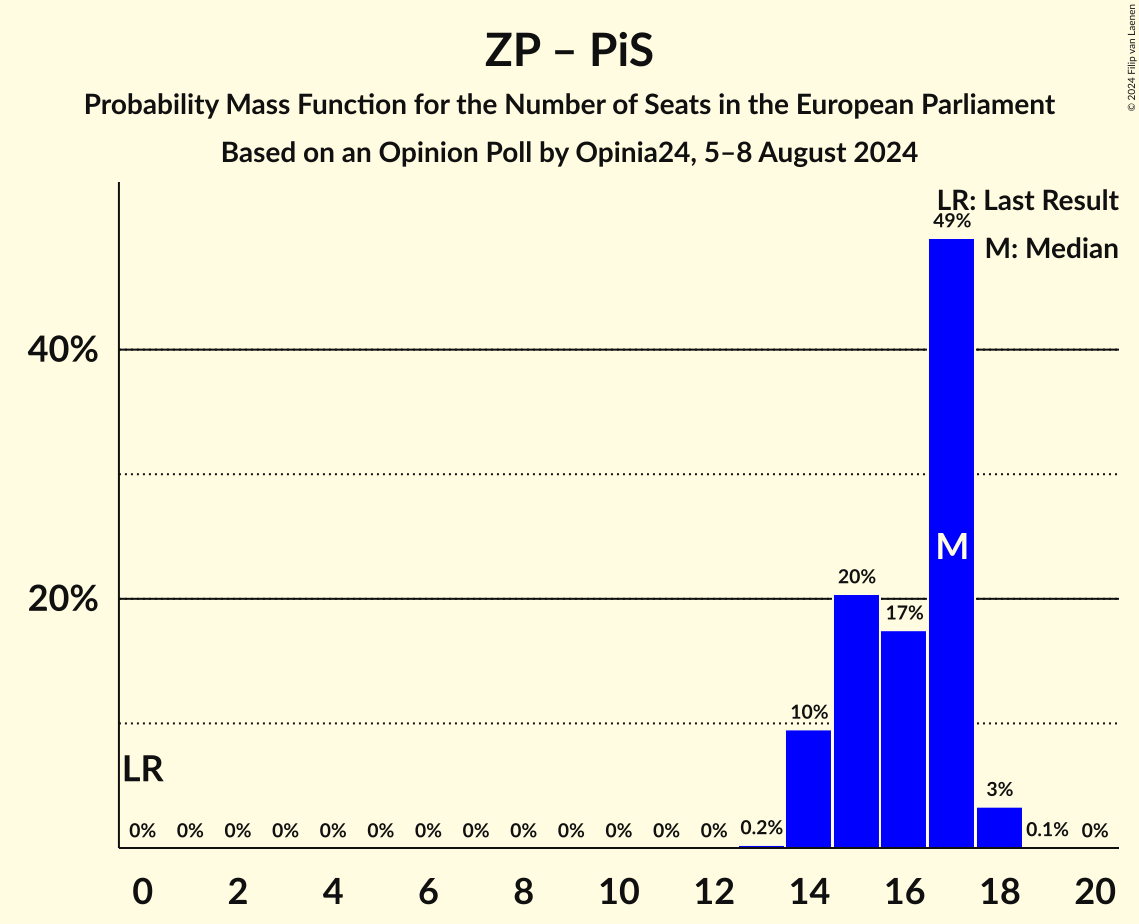 ZP – PiS
Probability Mass Function for the Number of Seats in the European Parliament
Based on an Opinion Poll by Opinia24, 5–8 August 2024
© 2024 Filip van Laenen
LR: Last Result
M: Median
40%
20%
LR
M
0% 0% 0% 0% 0% 0% 0% 0% 0% 0% 0% 0% 0% 0.2% 10% 20% 17% 49% 3% 0.1% 0%
0 2 4 6 8 10 12 14 16 18 20